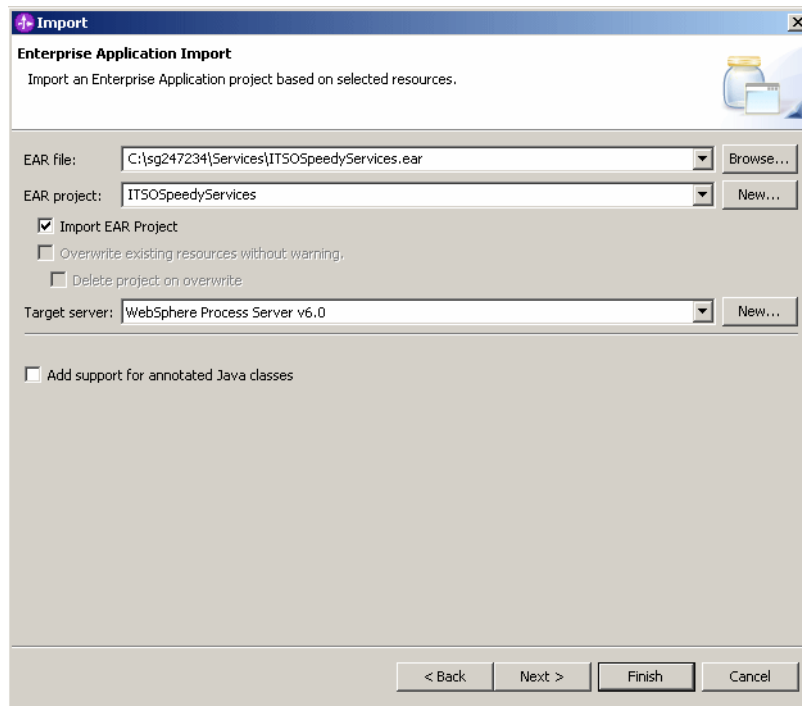 Import
Enterprise Application Import
Import an Enterprise Application project based on selected resources.
EAR file: C:\sg247234\Services\ITSOSpeedyServices.ear Browse...
EAR project: ITSOSpeedyServices New...
Import EAR Project
Overwrite existing resources without warning.
Delete project on overwrite
Target server: WebSphere Process Server v6.0 New...
Add support for annotated Java classes
< Back Next > Finish Cancel